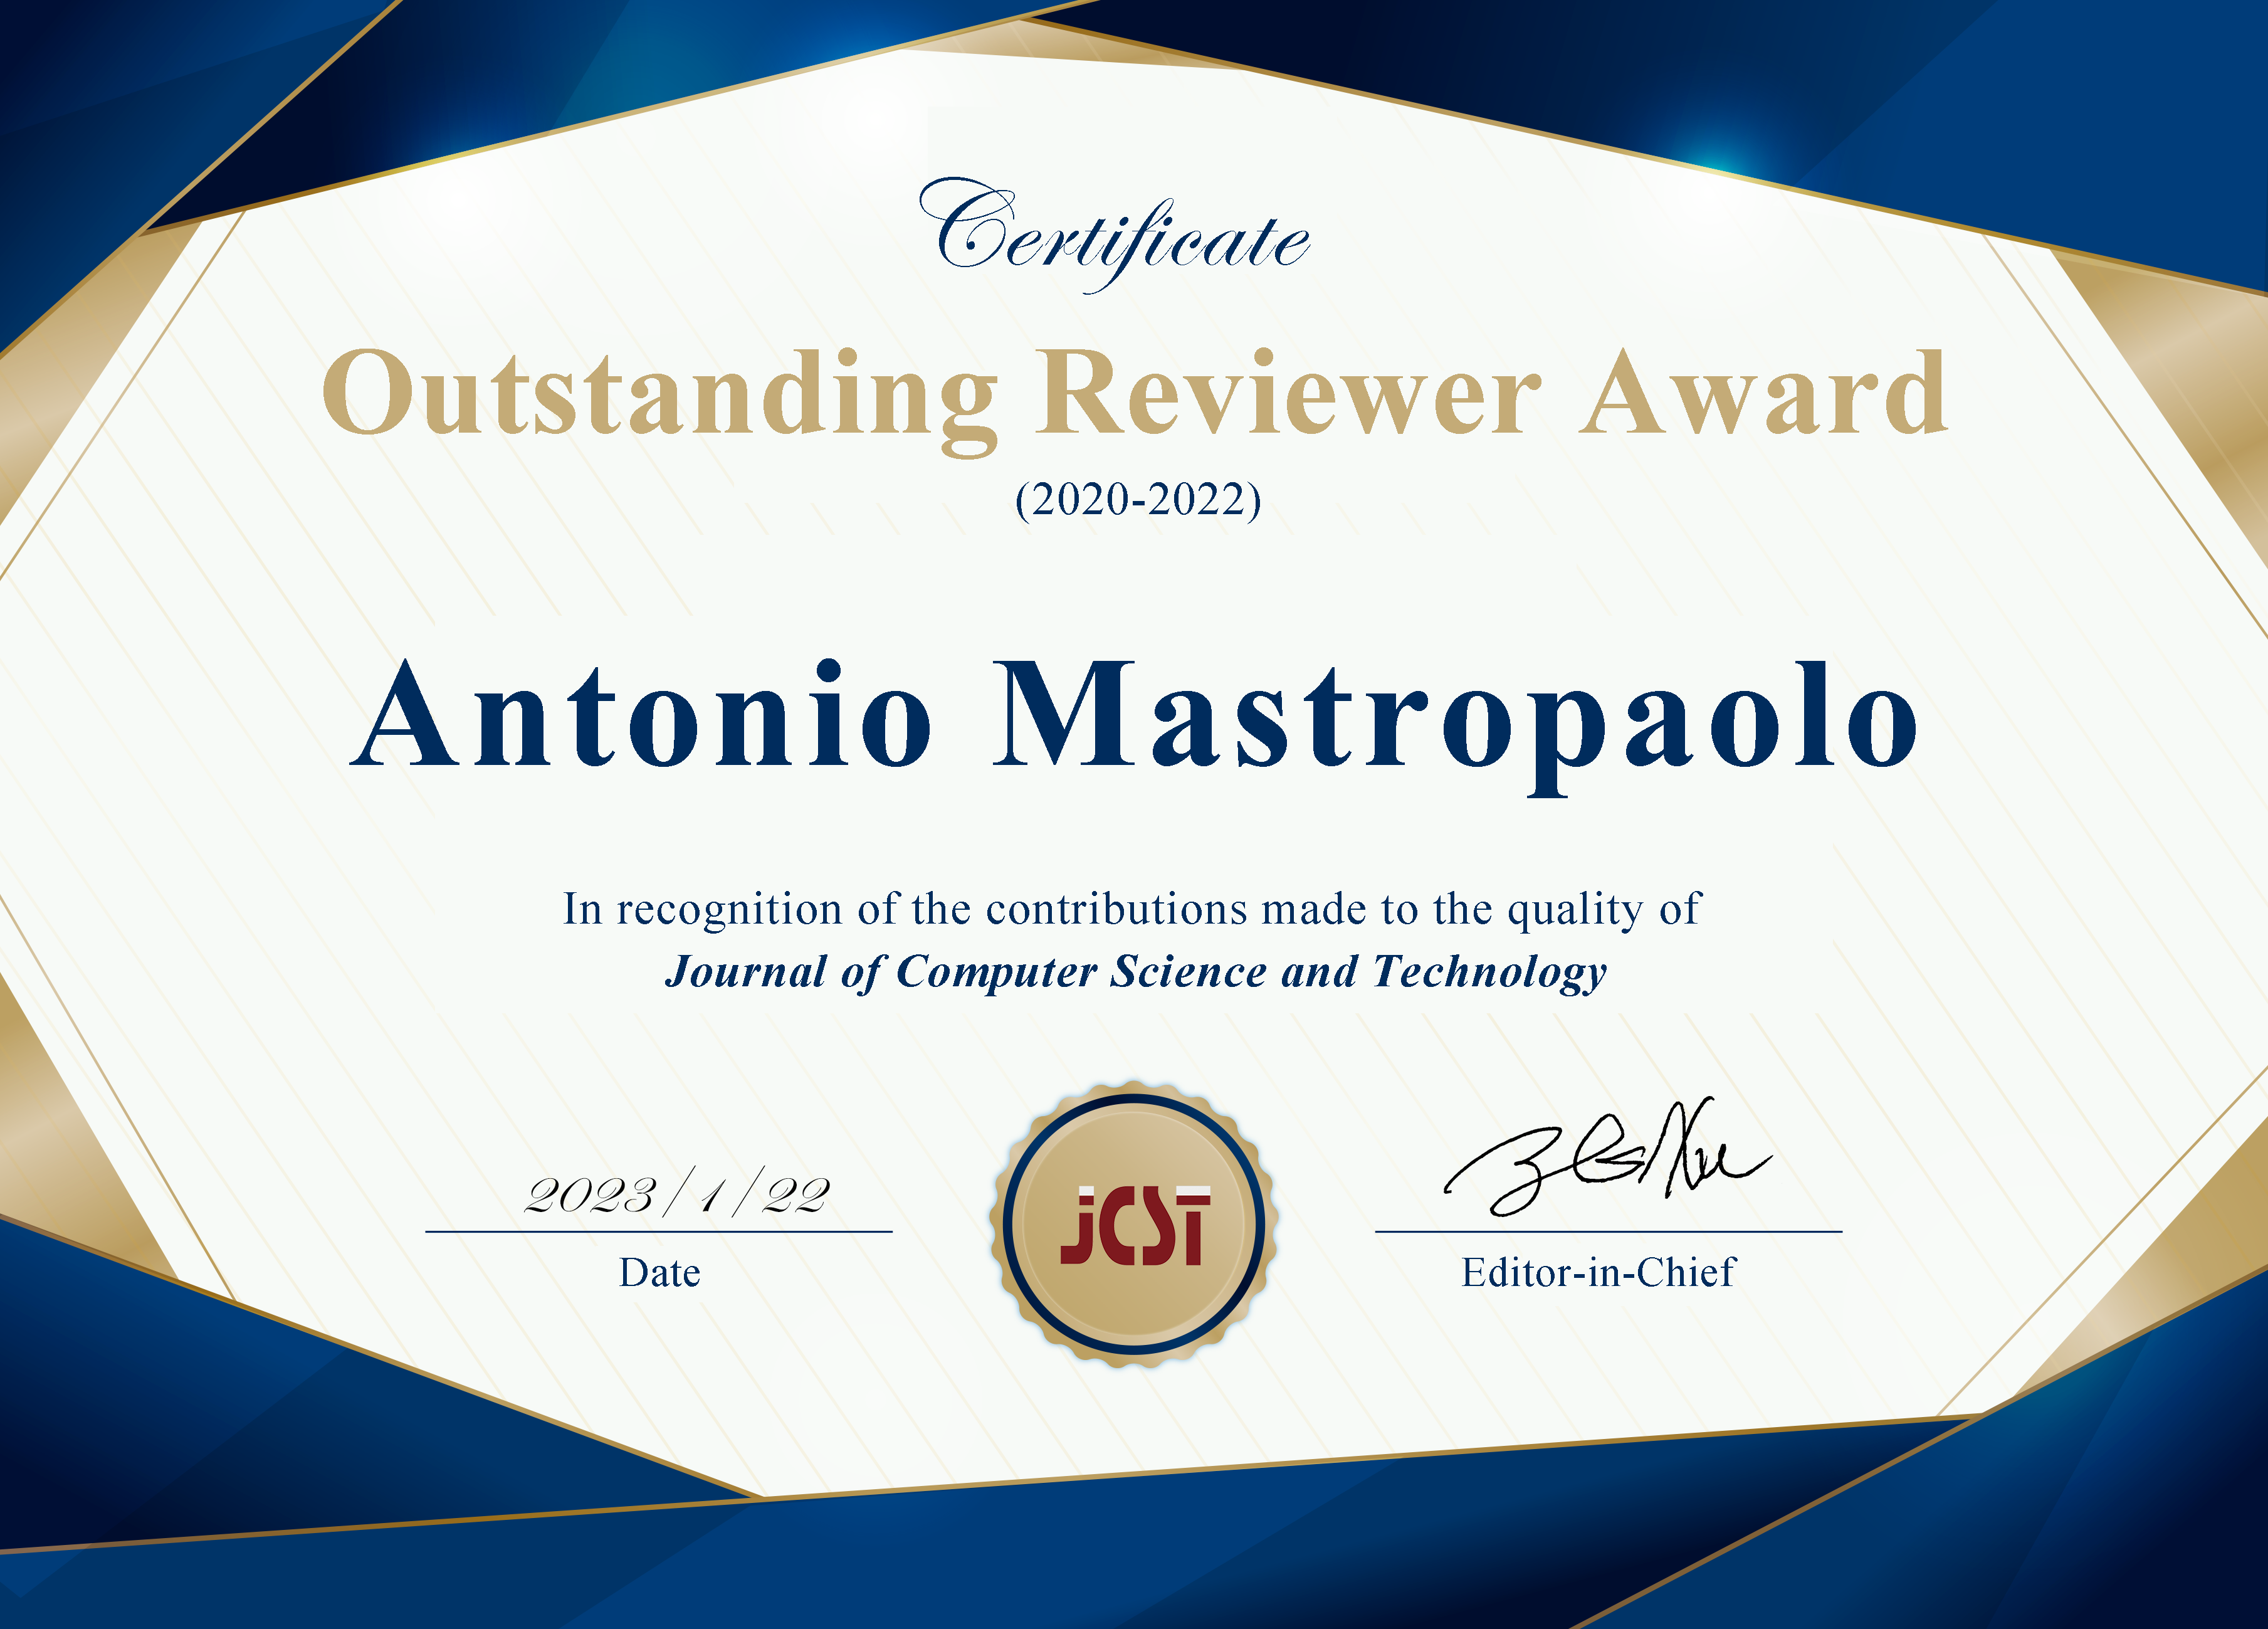 Certificate
Outstanding Reviewer Award
(2020-2022)
Antonio Mastropaolo
In recognition of the contributions made to the quality of
Journal of Computer Science and Technology
2023/1/22
Date
JCST
Editor-in-Chief